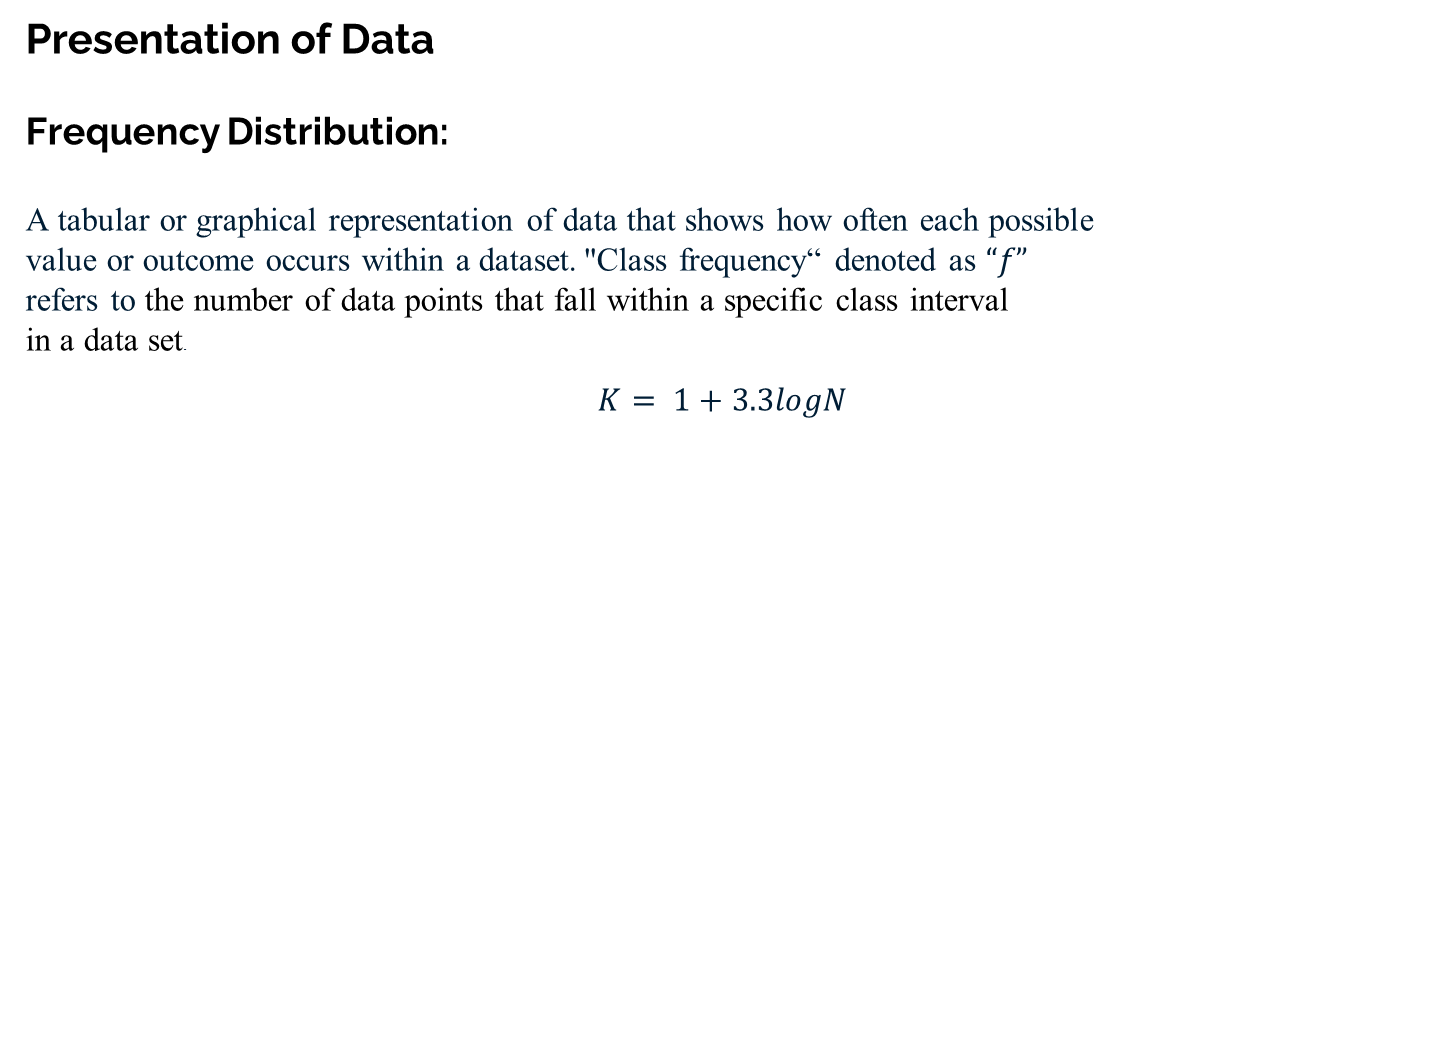 Presentation of Data
Frequency Distribution:
A tabular or graphical representation of data that shows how often each possible
value or outcome occurs within a dataset. "Class frequency“ denoted as “f”
refers to the number of data points that fall within a specific class interval
in a data set.
K = 1 + 3.3logN